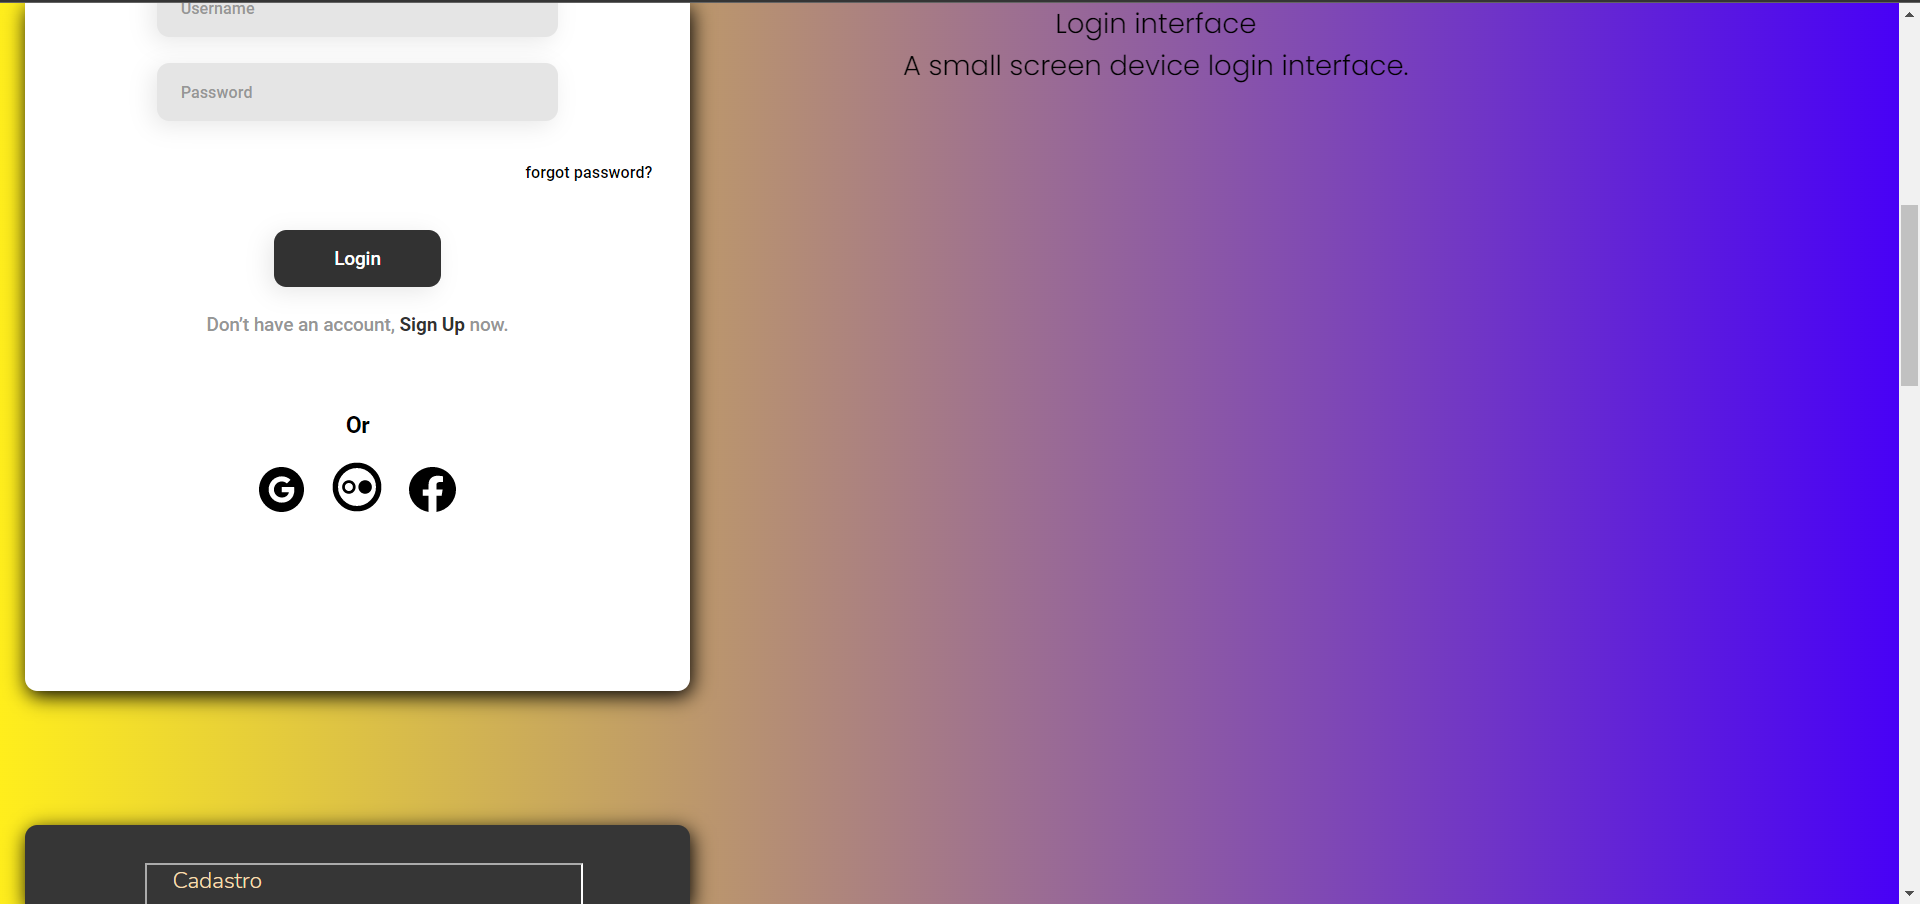 Username
Password
forgot password?
Login
Don’t have an account, Sign Up now.
Or
Login interface
A small screen device login interface.
Cadastro